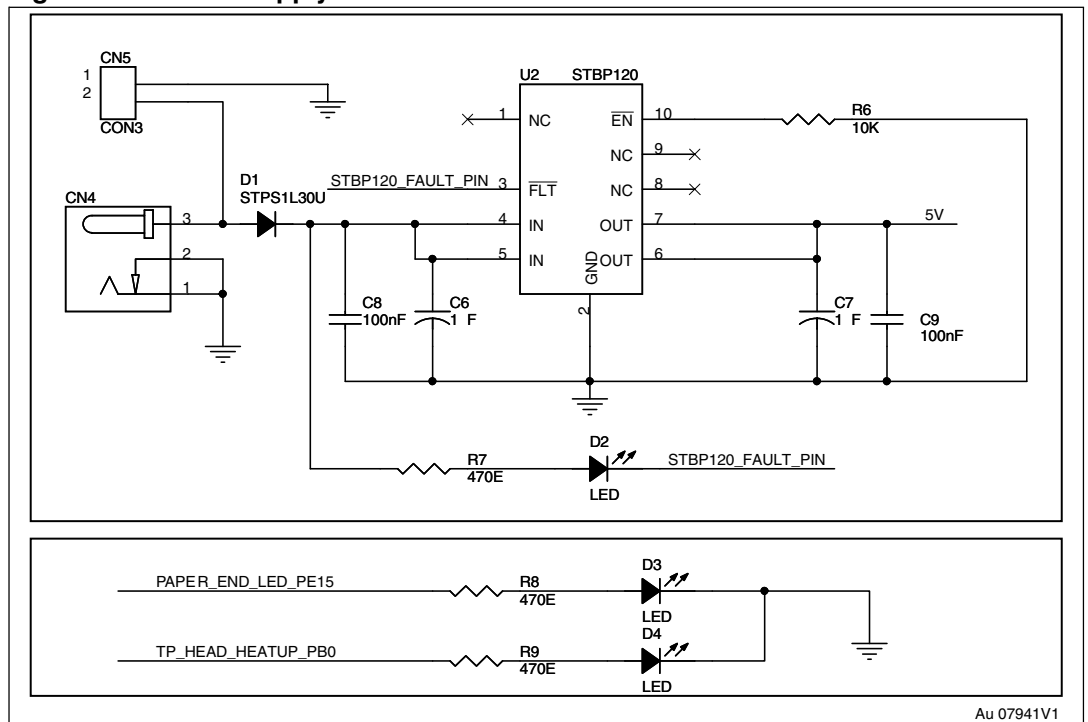 CN5
1
2
CON3
CN4
3
2
1
D1
STPS1L30U
STBP120_FAULT_PIN
U2 STBP120
1 NC
3 FLT
4 IN
5 IN
GND
2
EN 10
NC 9
NC 8
OUT 7
OUT 6
R6
10K
5V
C8
100nF
C6
1 F
C7
1 F
C9
100nF
R7
470E
D2
LED
STBP120_FAULT_PIN
PAPER_END_LED_PE15
R8
470E
D3
LED
TP_HEAD_HEATUP_PB0
R9
470E
D4
LED
Au 07941V1